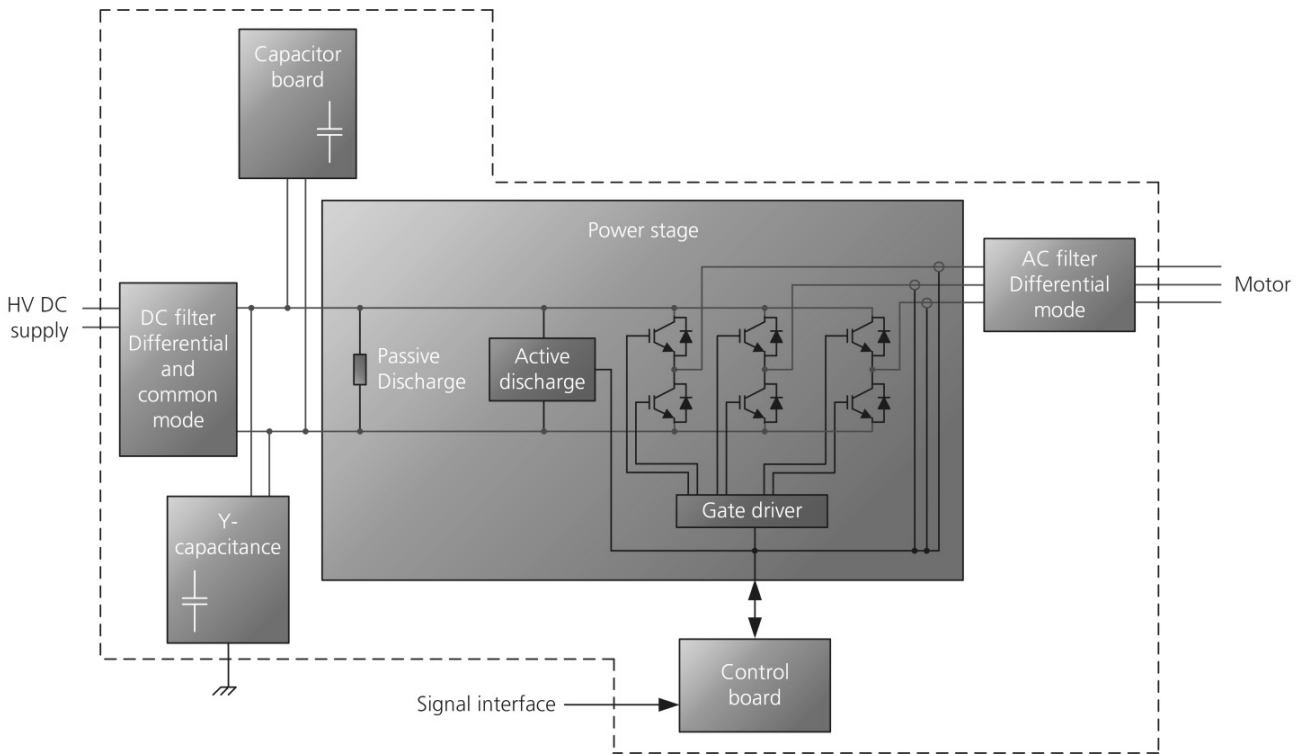 Capacitor
board
Power stage
HV DC
supply
DC filter
Differential
and
common
mode
Passive
Discharge
Active
discharge
AC filter
Differential
mode
Motor
Gate driver
Y-
capacitance
Control
board
Signal interface